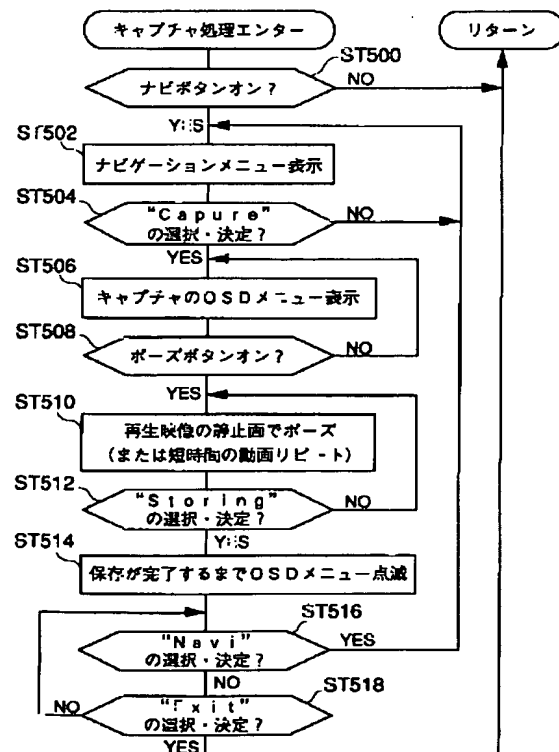 キャプチャ処理エンター
リターン
ST500
ナビボタンオン?
NO
YES
ST502
ナビゲーションメニュー表示
ST504
“Capure”
の選択・決定?
NO
YES
ST506
キャプチャのOSDメニュー表示
ST508
ポーズボタンオン?
NO
YES
ST510
再生映像の静止画でポーズ
(または短時間の動画リピート)
ST512
“Storing”
の選択・決定?
NO
YES
ST514
保存が完了するまでOSDメニュー点滅
ST516
“Navi”
の選択・決定?
YES
NO
ST518
“Exit”
の選択・決定?
NO
YES